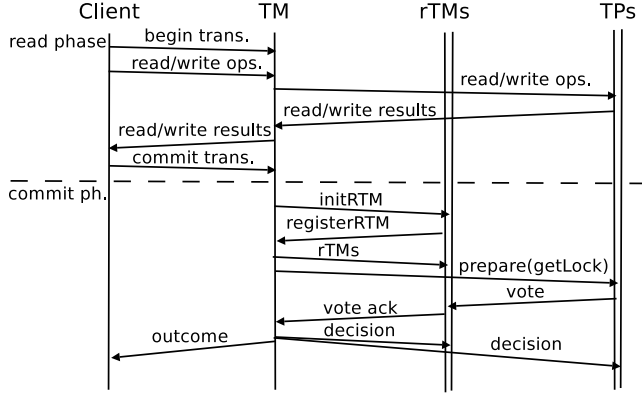 Client TM rTMs TPs
read phase
begin trans.
read/write ops.
read/write ops.
read/write results
read/write results
commit trans.
commit ph.
initRTM
registerRTM
rTMs
prepare(getLock)
vote
vote ack
decision
outcome
decision